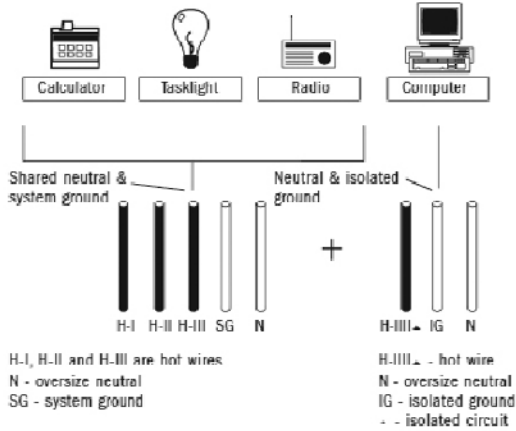 Calculator
Tasklight
Radio
Computer
Shared neutral &
system ground
Neutral & isolated
ground
+
H-I H-II H-III SG N
H-IIII▲ IG N
H-I, H-II and H-III are hot wires
N - oversize neutral
SG - system ground
H-IIII▲ - hot wire
N - oversize neutral
IG - isolated ground
▲ - isolated circuit